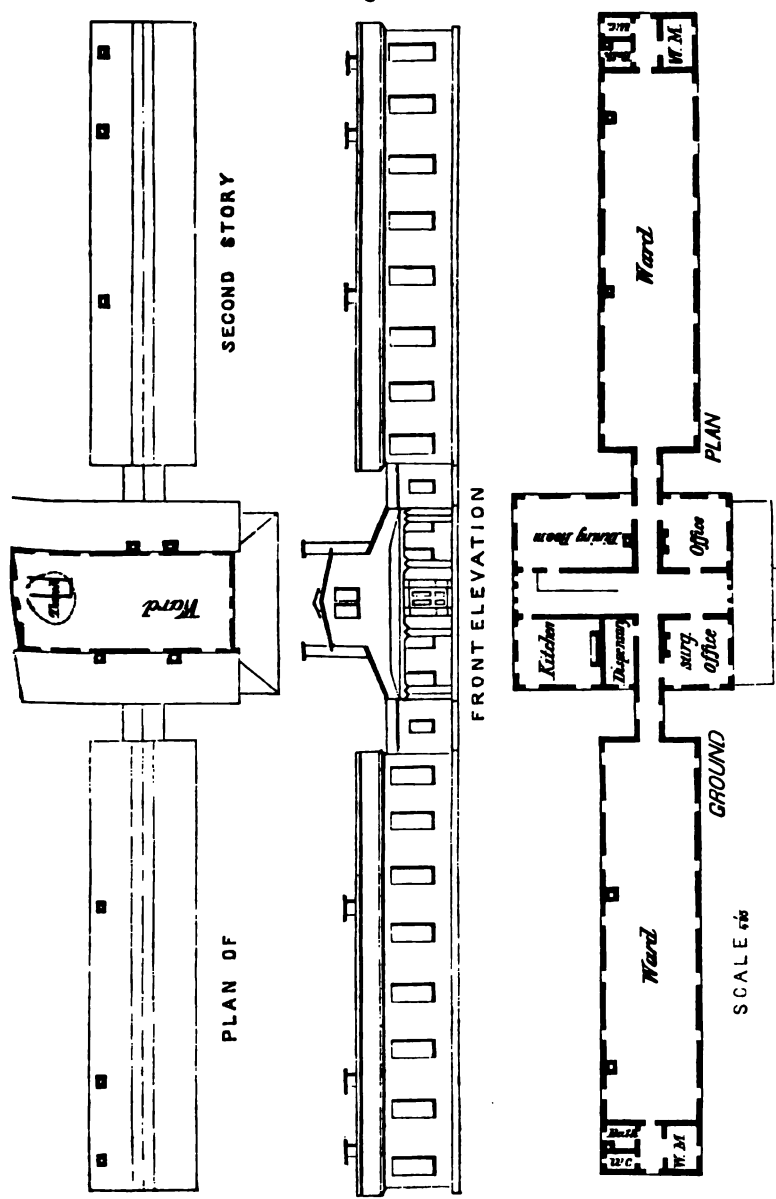 PLAN OF
SECOND STORY
Ward
FRONT ELEVATION
W. M.
Ward
Dining Room
Office
Kitchen
Dispensary
Surg.
Office
Ward
W. M
GROUND
PLAN
SCALE